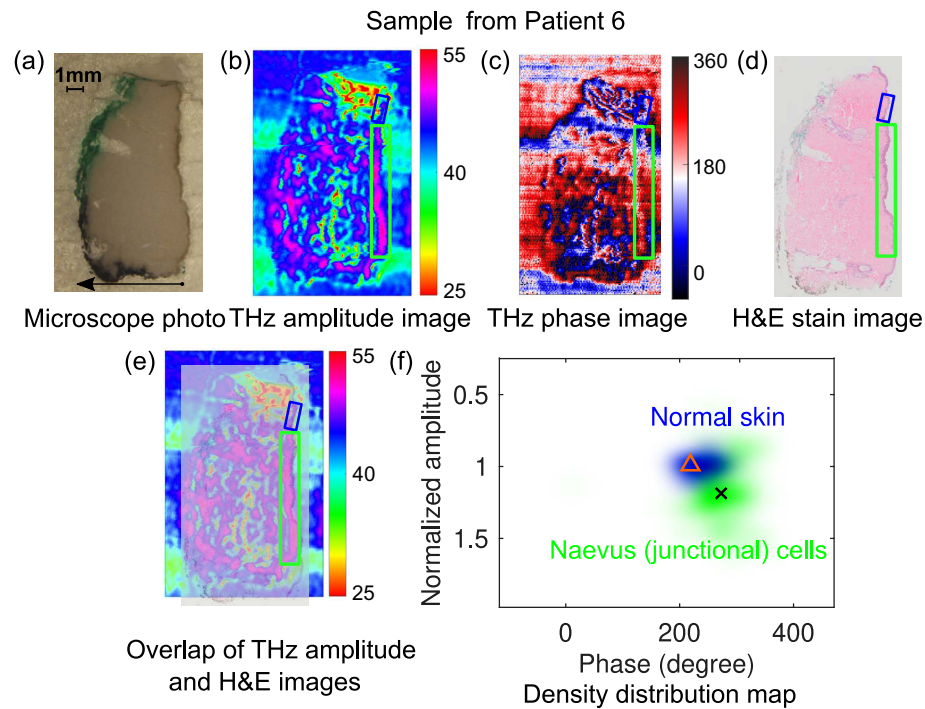 Sample from Patient 6
(a)
1mm
Microscope photo
(b)
55
40
25
THz amplitude image
(c)
360
180
0
THz phase image
(d)
H&E stain image
(e)
55
40
25
Overlap of THz amplitude
and H&E images
(f)
Normalized amplitude
0.5
1
1.5
Normal skin
Naevus (junctional) cells
0
200
400
Phase (degree)
Density distribution map